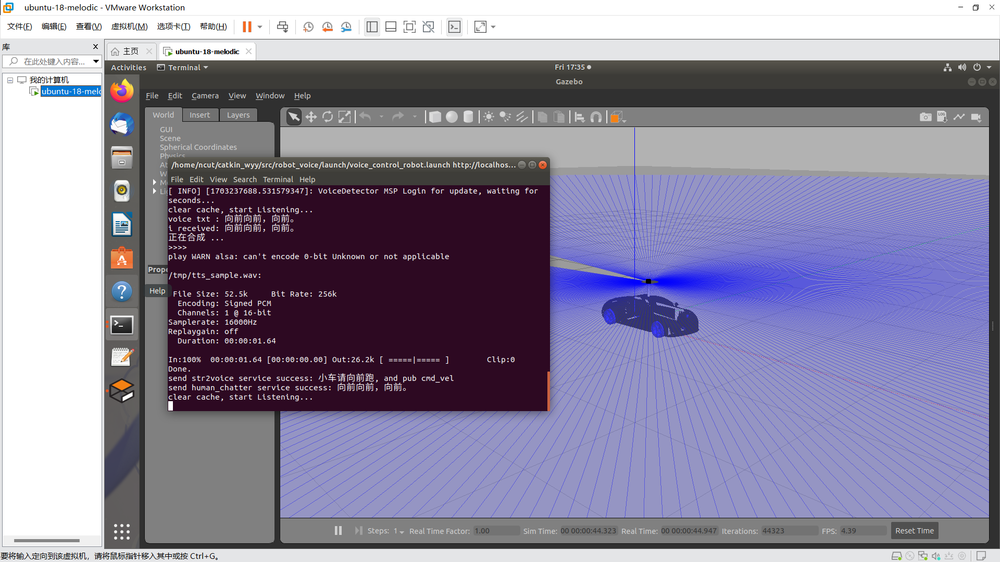 ubuntu-18-melodic - VMware Workstation
文件(F) 编辑(E) 查看(V) 虚拟机(M) 选项卡(T) 帮助(H)
库
在此处键入内容...
我的计算机
ubuntu-18-melo
主页
ubuntu-18-melodic
Activities Terminal Fri 17:35
Gazebo
File Edit Camera View Window Help
World Insert Layers
LOG
GUI
Scene
Spherical Coordinates
Physics
At
W
M
Li
Prope
Help
/home/ncut/catkin_wyy/src/robot_voice/launch/voice_control_robot.launch http://localhos...
File Edit View Search Terminal Help
[ INFO] [1703237688.531579347]: VoiceDetector MSP Login for update, waiting for
seconds...
clear cache, start Listening...
voice txt : 向前向前，向前。
i received: 向前向前，向前。
正在合成 ...
>>>>
play WARN alsa: can't encode 0-bit Unknown or not applicable
/tmp/tts_sample.wav:
File Size: 52.5k Bit Rate: 256k
Encoding: Signed PCM
Channels: 1 @ 16-bit
Samplerate: 16000Hz
Replaygain: off
Duration: 00:00:01.64
In:100% 00:00:01.64 [00:00:00.00] Out:26.2k [ =====|===== ] Clip:0
Done.
send str2voice service success: 小车请向前跑, and pub cmd_vel
send human_chatter service success: 向前向前，向前。
clear cache, start Listening...
Steps: 1 Real Time Factor: 1.00 Sim Time: 00 00:00:44.323 Real Time: 00 00:00:44.947 Iterations: 44323 FPS: 4.39 Reset Time
要将输入定向到该虚拟机，请将鼠标指针移入其中或按 Ctrl+G。